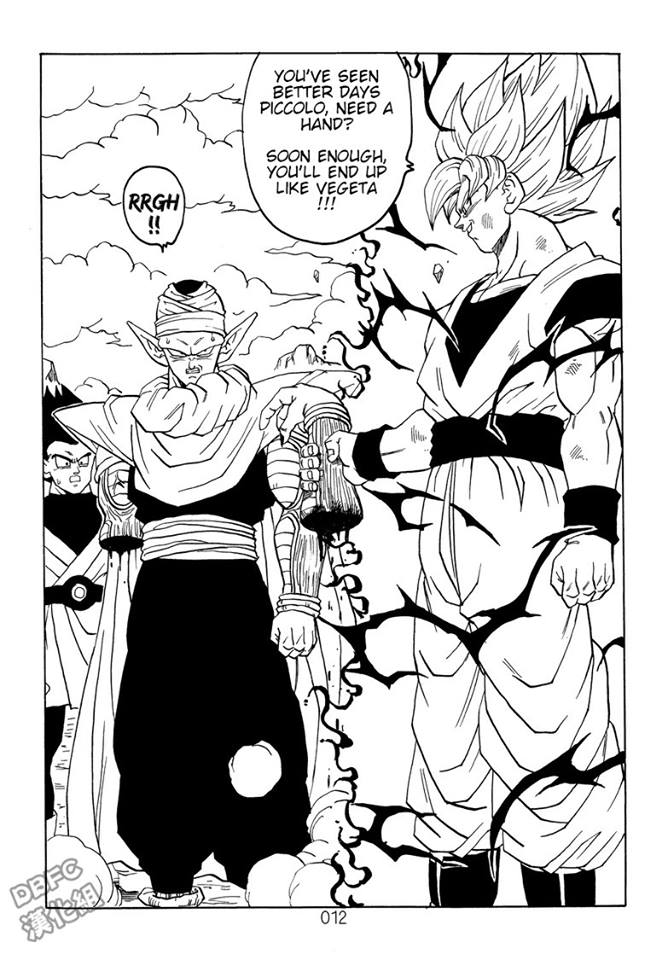 YOU'VE SEEN
BETTER DAYS
PICCOLO, NEED A
HAND?
SOON ENOUGH,
YOU'LL END UP
LIKE VEGETA
!!!
RRGH
!!
DBFC
漢化組
012